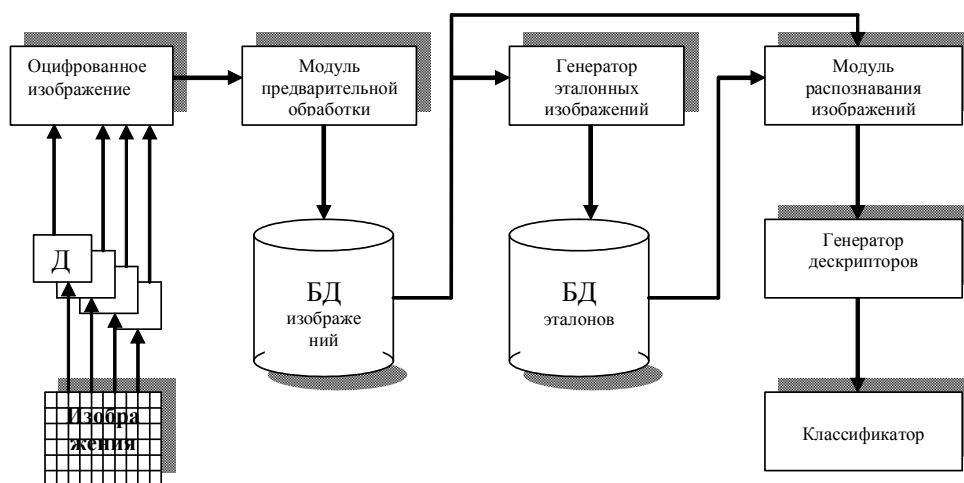 Оцифрованное
изображение
Модуль
предварительной
обработки
Генератор
эталонных
изображений
Модуль
распознавания
изображений
Д
БД
изображе
ний
БД
эталонов
Генератор
дескрипторов
Изобра
жения
Классификатор